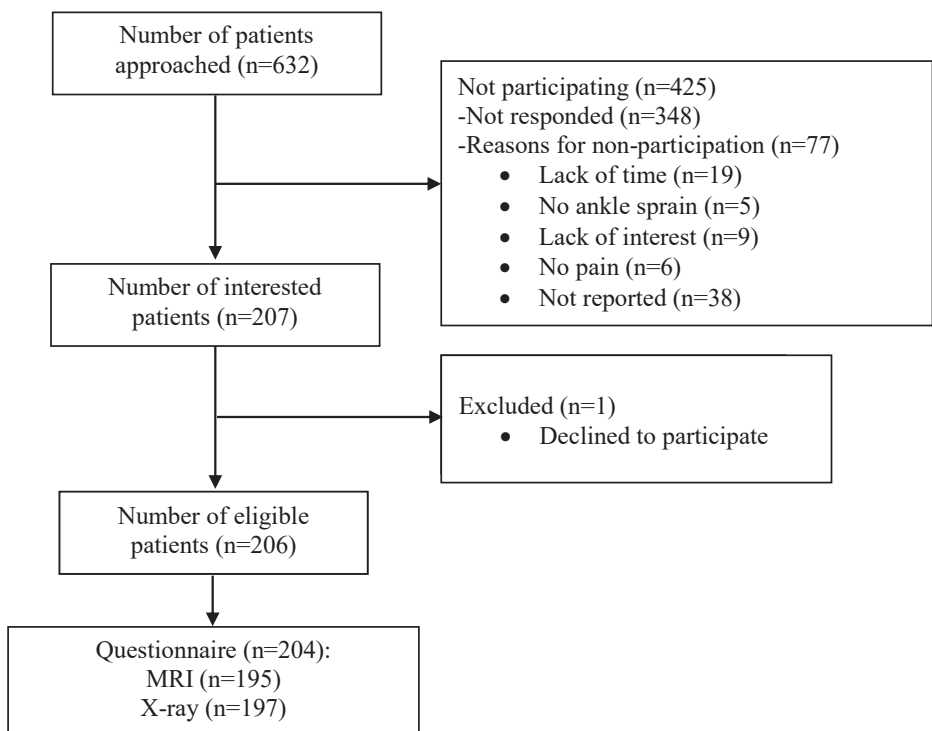 Number of patients
approached (n=632)
Not participating (n=425)
-Not responded (n=348)
-Reasons for non-participation (n=77)
• Lack of time (n=19)
• No ankle sprain (n=5)
• Lack of interest (n=9)
• No pain (n=6)
• Not reported (n=38)
Number of interested
patients (n=207)
Excluded (n=1)
• Declined to participate
Number of eligible
patients (n=206)
Questionnaire (n=204):
MRI (n=195)
X-ray (n=197)